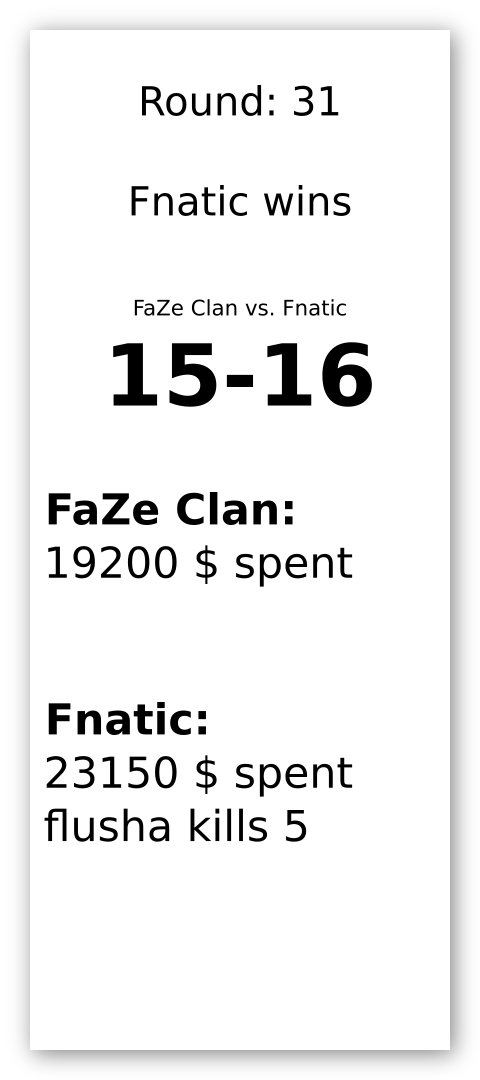 Round: 31
Fnatic wins
FaZe Clan vs. Fnatic
15-16
FaZe Clan:
19200 $ spent
Fnatic:
23150 $ spent
flusha kills 5